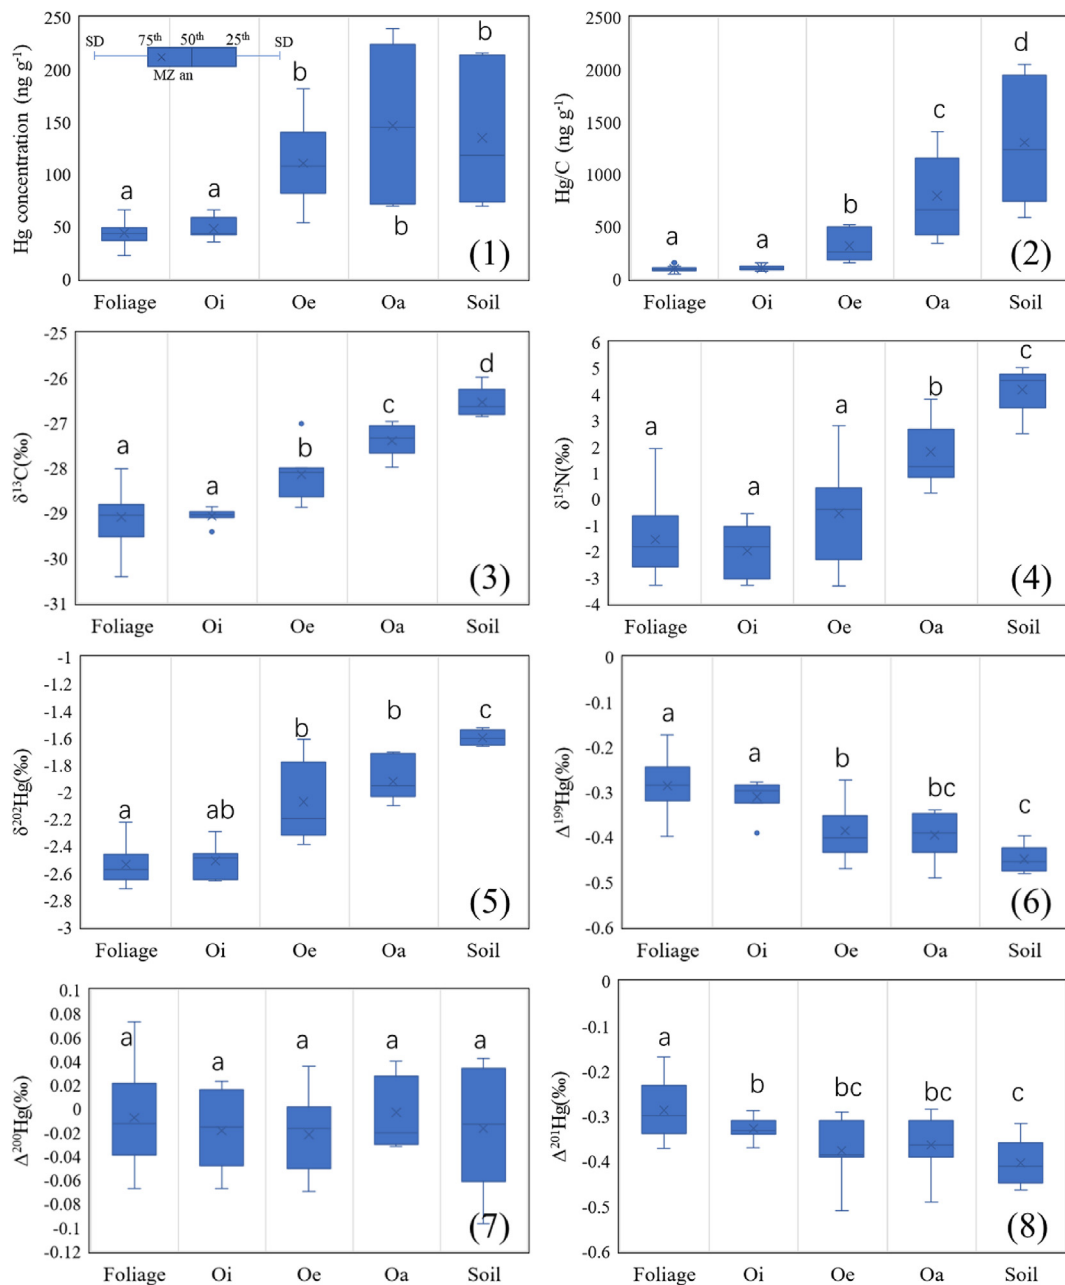 250
200
150
100
50
0
Hg concentration (ng g-1)
SD 75th 50th 25th SD
MZ an
a a b b b
(1)
Foliage Oi Oe Oa Soil
2500
2000
1500
1000
500
0
Hg/C (ng g-1)
a a b c d
(2)
Foliage Oi Oe Oa Soil
-25
-26
-27
-28
-29
-30
-31
δ13C(‰)
a a b c d
(3)
Foliage Oi Oe Oa Soil
6
5
4
3
2
1
0
-1
-2
-3
-4
δ15N(‰)
a a a b c
(4)
Foliage Oi Oe Oa Soil
-1
-1.2
-1.4
-1.6
-1.8
-2
-2.2
-2.4
-2.6
-2.8
-3
δ202Hg(‰)
a ab b b c
(5)
Foliage Oi Oe Oa Soil
0
-0.1
-0.2
-0.3
-0.4
-0.5
-0.6
Δ199Hg(‰)
a a b bc c
(6)
Foliage Oi Oe Oa Soil
0.1
0.08
0.06
0.04
0.02
0
-0.02
-0.04
-0.06
-0.08
-0.1
-0.12
Δ200Hg(‰)
a a a a a
(7)
Foliage Oi Oe Oa Soil
0
-0.1
-0.2
-0.3
-0.4
-0.5
-0.6
Δ201Hg(‰)
a b bc bc c
(8)
Foliage Oi Oe Oa Soil